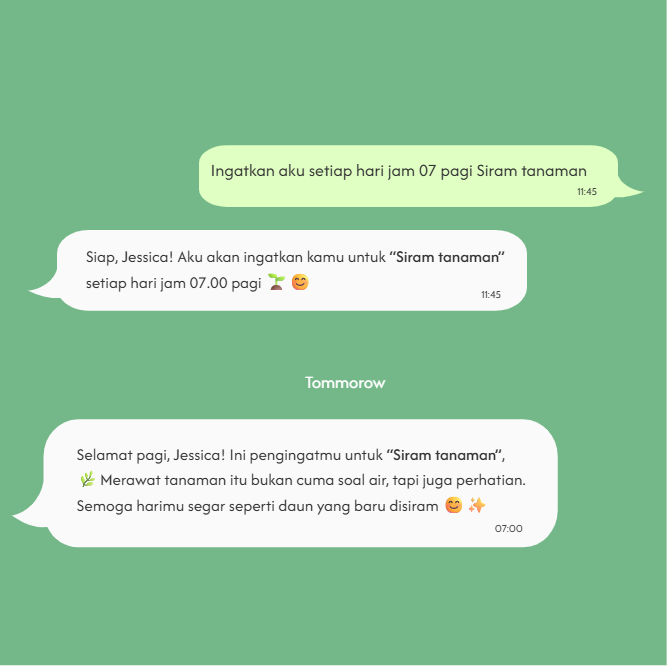 Ingatkan aku setiap hari jam 07 pagi Siram tanaman
11:45
Siap, Jessica! Aku akan ingatkan kamu untuk “Siram tanaman”
setiap hari jam 07.00 pagi 🌱 😊
11:45
Tommorow
Selamat pagi, Jessica! Ini pengingatmu untuk “Siram tanaman”,
🌿 Merawat tanaman itu bukan cuma soal air, tapi juga perhatian.
Semoga harimu segar seperti daun yang baru disiram 😊 ✨
07:00